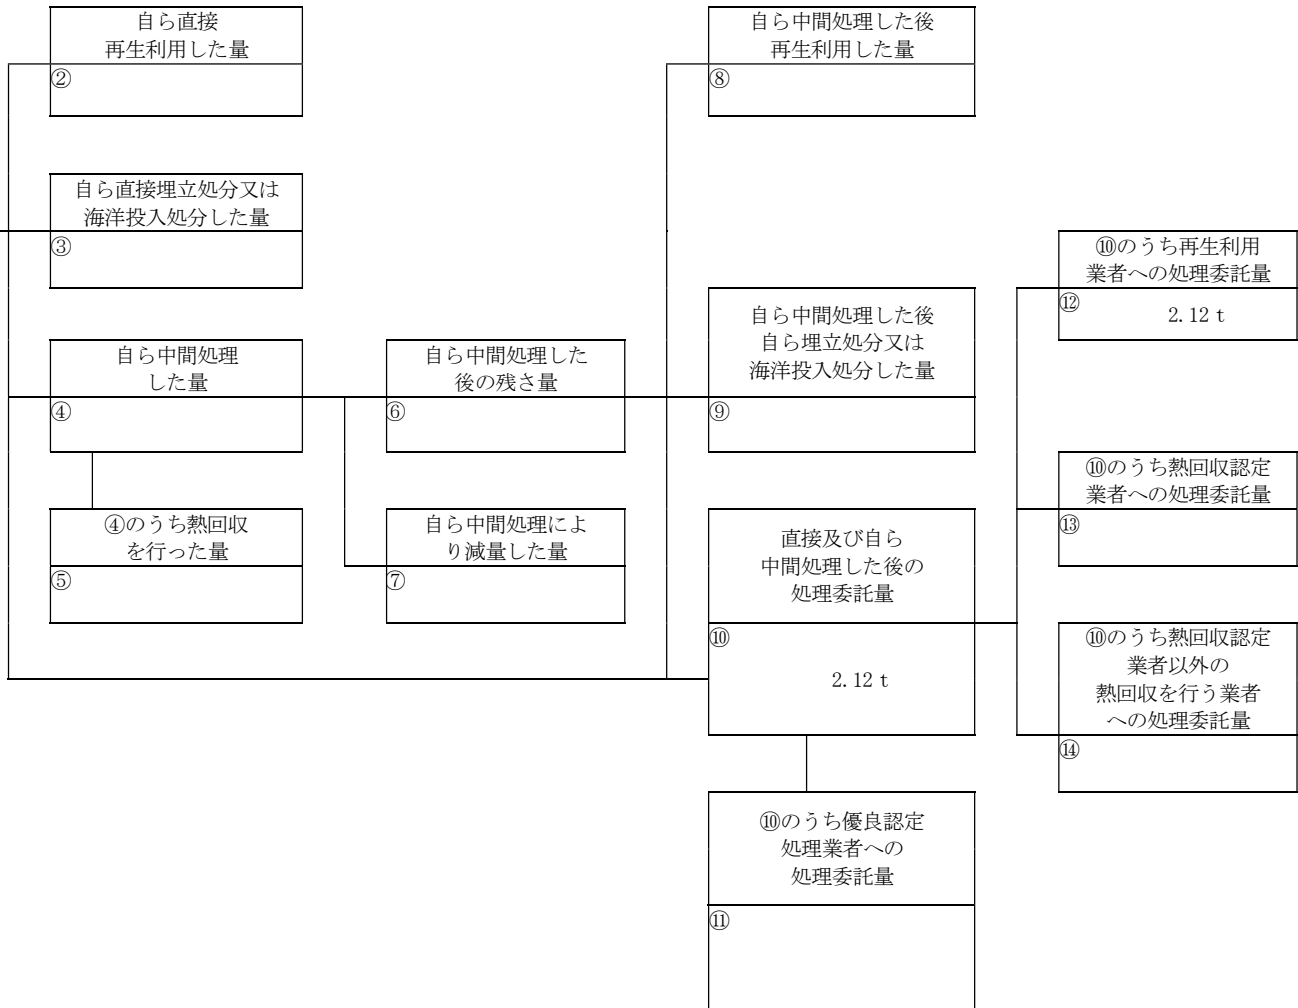 自ら直接
再生利用した量
②
自ら中間処理した後
再生利用した量
⑧
自ら直接埋立処分又は
海洋投入処分した量
③
⑩のうち再生利用
業者への処理委託量
⑫
2.12 t
自ら中間処理した後
自ら埋立処分又は
海洋投入処分した量
⑨
自ら中間処理
した量
④
自ら中間処理した
後の残さ量
⑥
⑩のうち熱回収認定
業者への処理委託量
⑬
④のうち熱回収
を行った量
⑤
自ら中間処理によ
り減量した量
⑦
直接及び自ら
中間処理した後の
処理委託量
⑩
2.12 t
⑩のうち熱回収認定
業者以外の
熱回収を行う業者
への処理委託量
⑭
⑩のうち優良認定
処理業者への
処理委託量
⑪